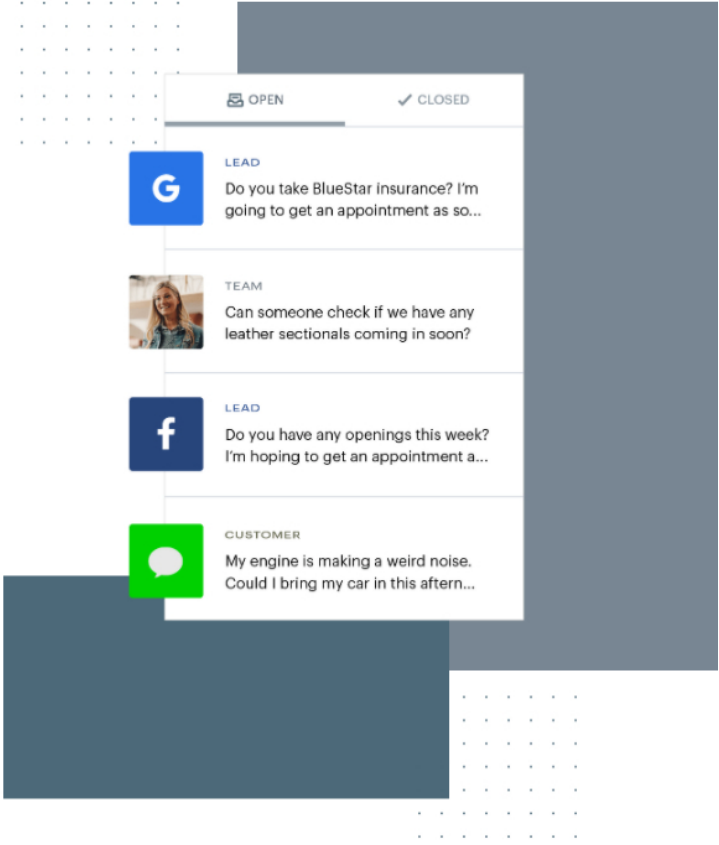 OPEN
CLOSED
G
LEAD
Do you take BlueStar insurance? I'm
going to get an appointment as so...
TEAM
Can someone check if we have any
leather sectionals coming in soon?
f
LEAD
Do you have any openings this week?
I'm hoping to get an appointment a...
CUSTOMER
My engine is making a weird noise.
Could I bring my car in this aftern...